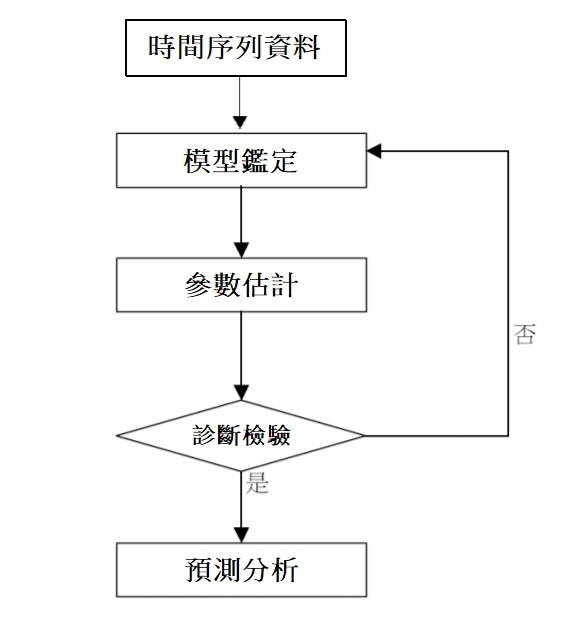 時間序列資料
模型鑑定
參數估計
否
診斷檢驗
是
預測分析